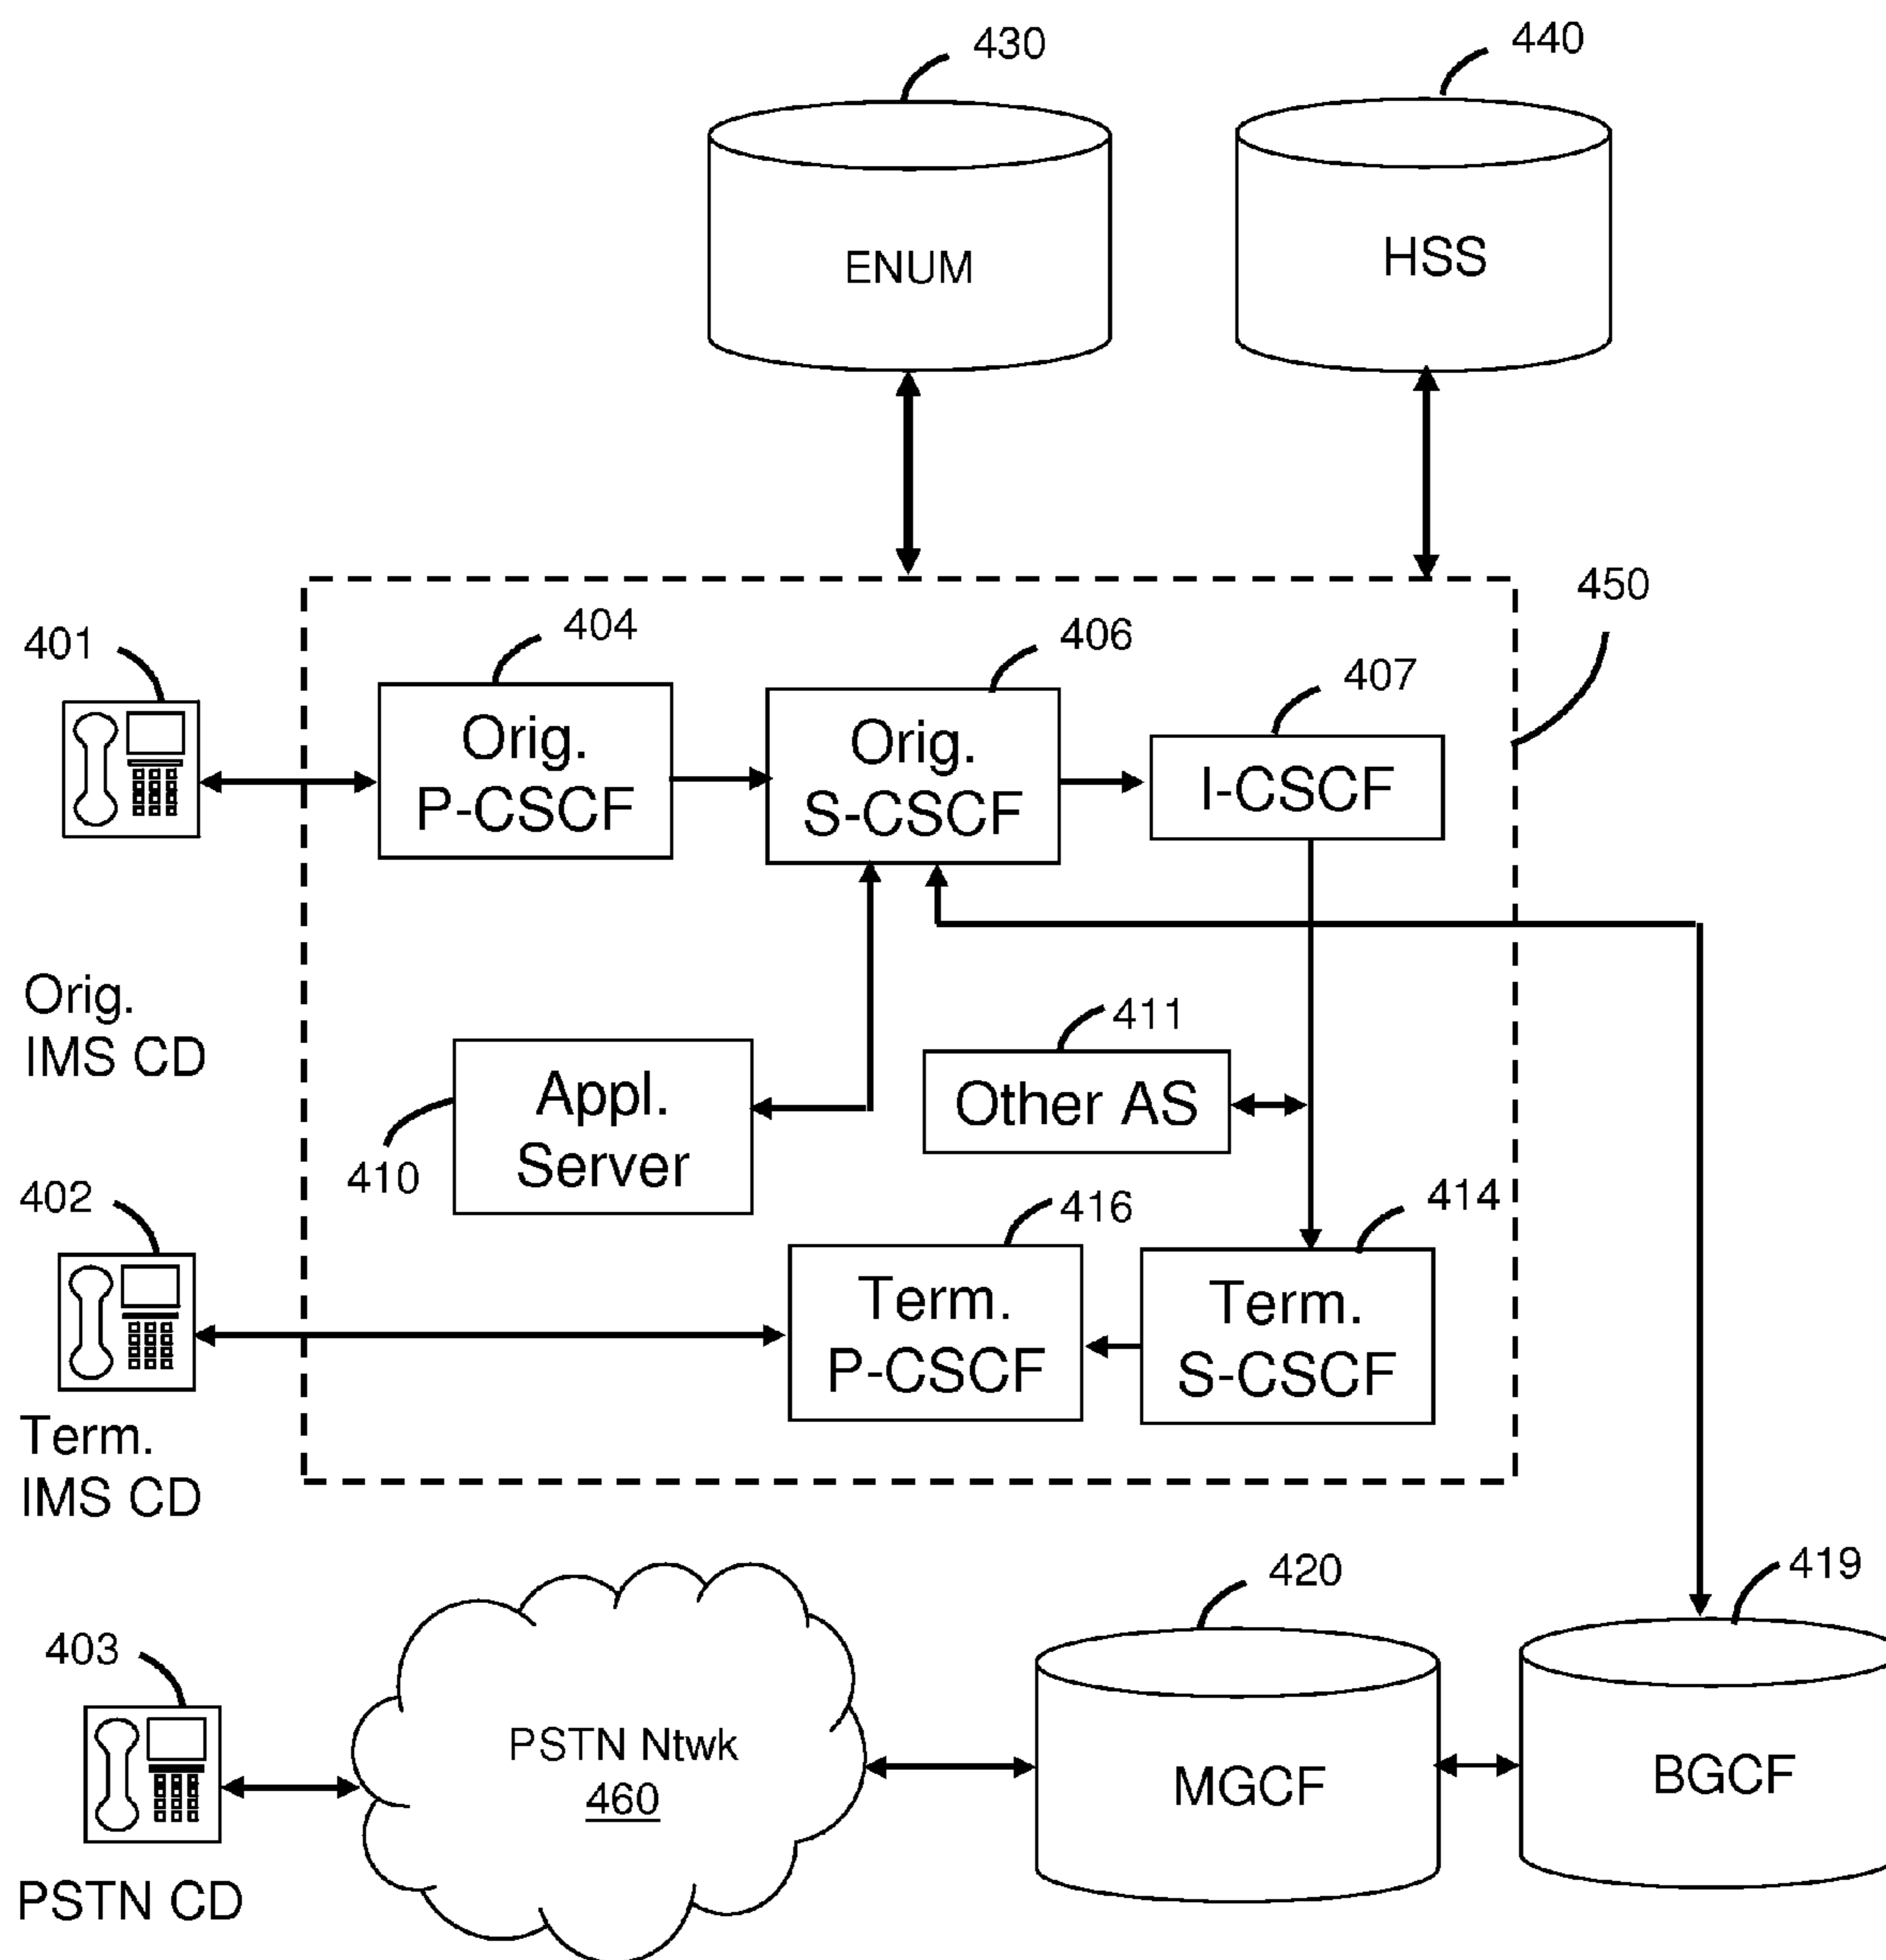 430
440
ENUM
HSS
450
401
404
406
407
Orig.
P-CSCF
Orig.
S-CSCF
I-CSCF
Orig.
IMS CD
411
Other AS
Appl.
Server
410
402
416
414
Term.
P-CSCF
Term.
S-CSCF
Term.
IMS CD
403
420
419
PSTN Ntwk
460
MGCF
BGCF
PSTN CD